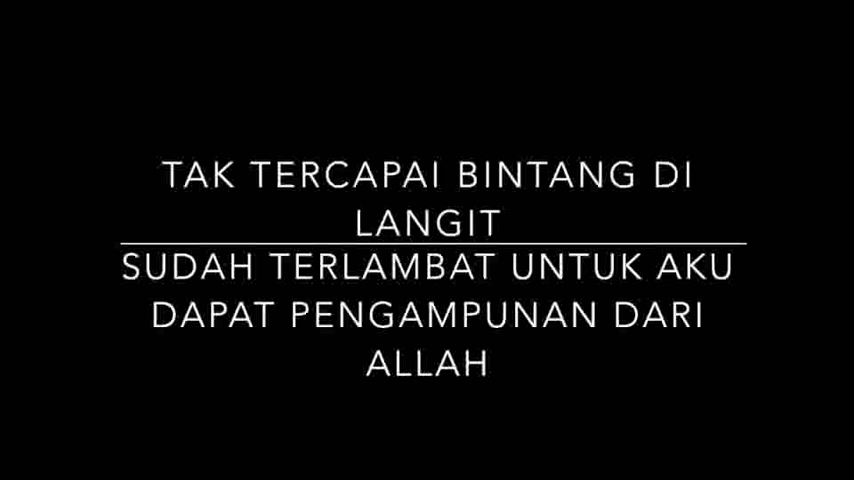 TAK TERCAPAI BINTANG DI
LANGIT
SUDAH TERLAMBAT UNTUK AKU
DAPAT PENGAMPUNAN DARI
ALLAH